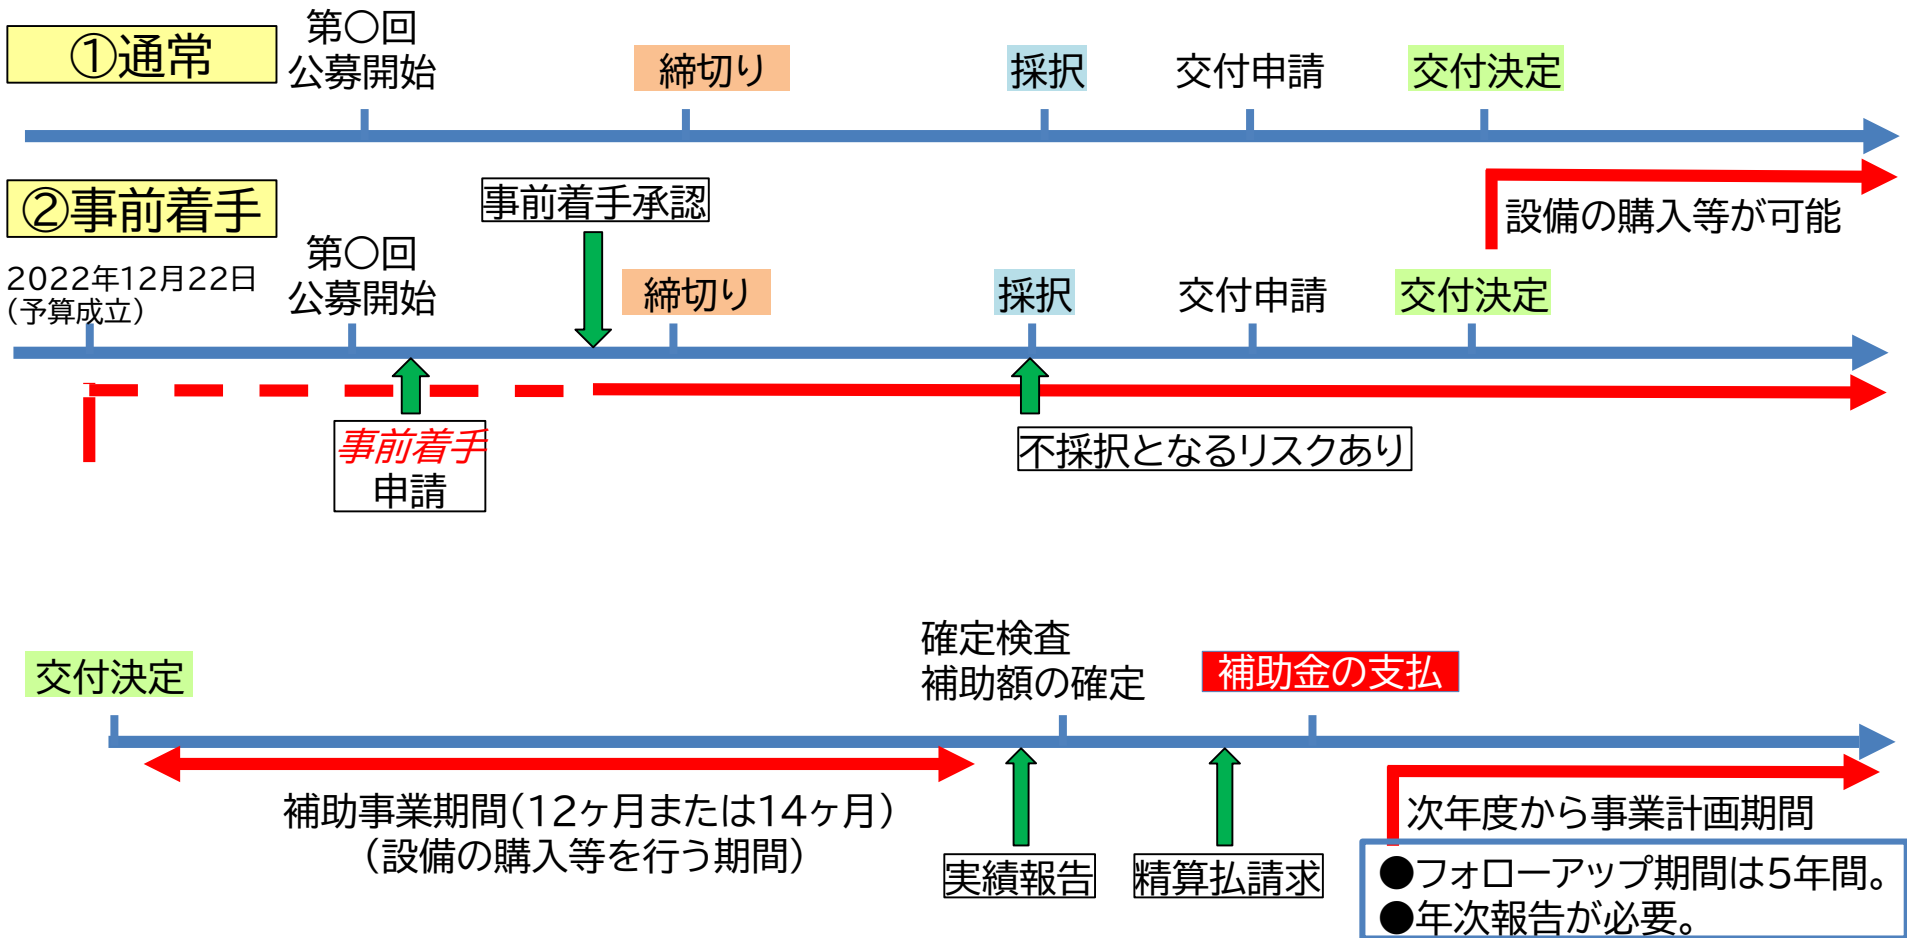 ①通常
第〇回
公募開始
締切り
採択
交付申請
交付決定
設備の購入等が可能
②事前着手
事前着手承認
2022年12月22日
(予算成立)
第〇回
公募開始
締切り
採択
交付申請
交付決定
事前着手
申請
不採択となるリスクあり
交付決定
確定検査
補助額の確定
補助金の支払
補助事業期間(12ヶ月または14ヶ月)
(設備の購入等を行う期間)
実績報告
精算払請求
次年度から事業計画期間
●フォローアップ期間は5年間。
●年次報告が必要。